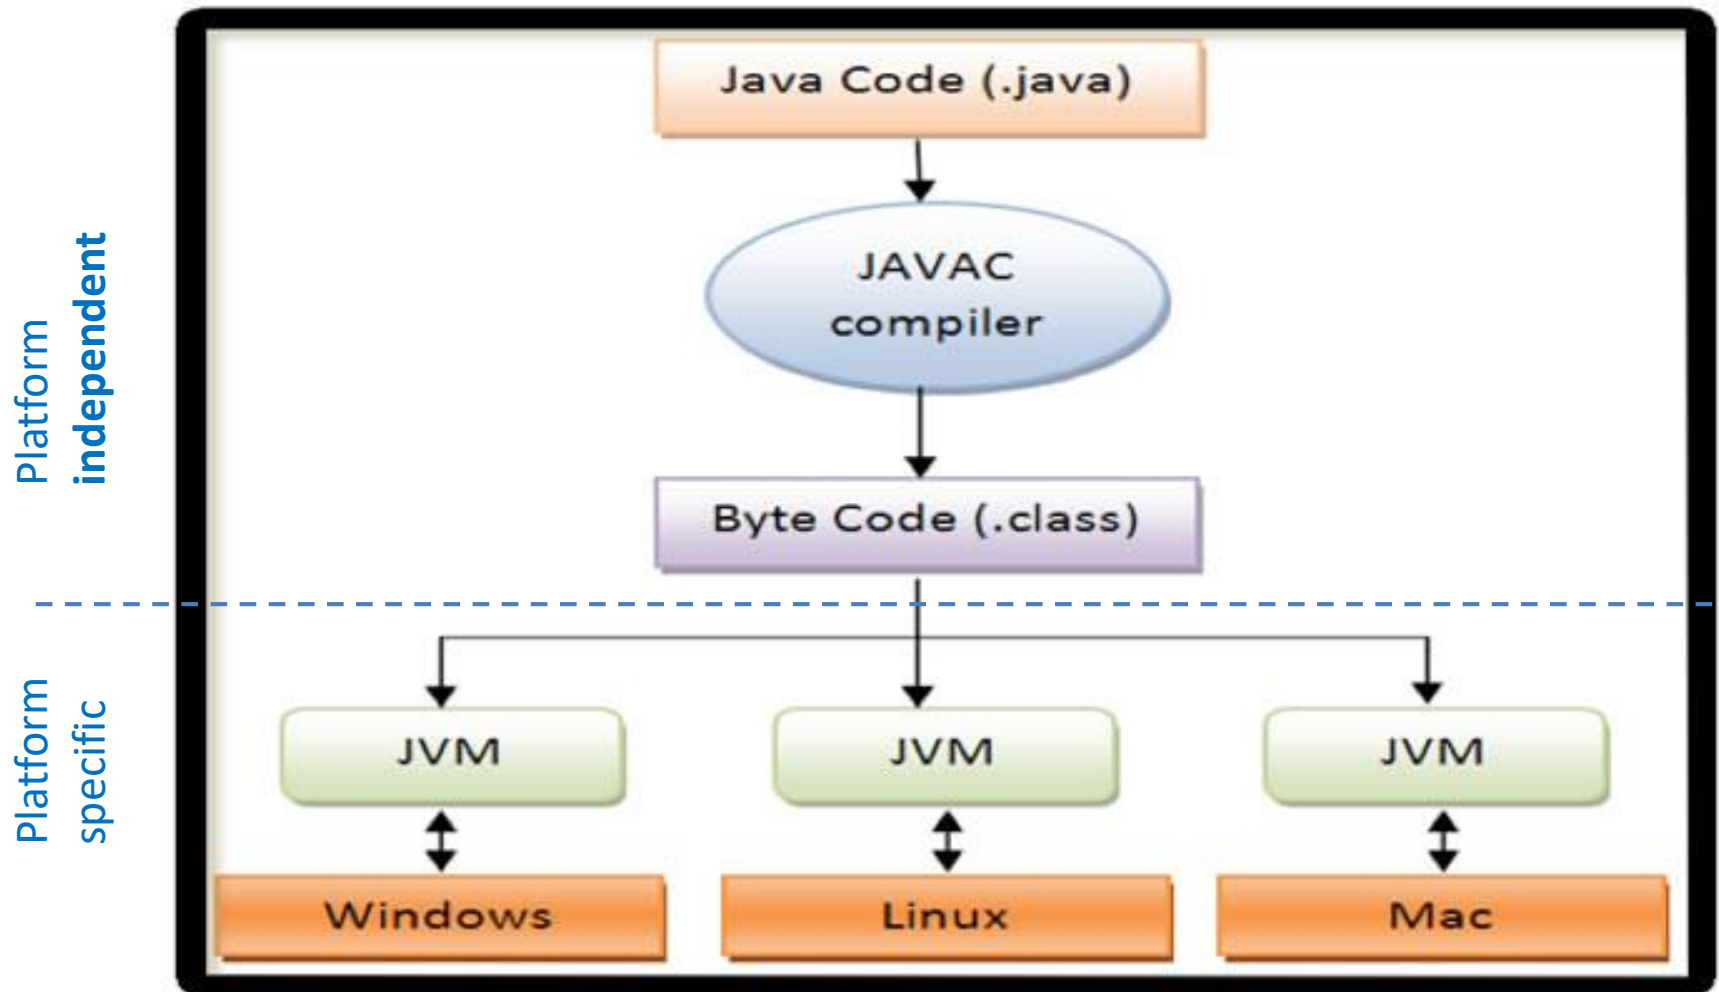 Java Code (.java)
JAVAC
compiler
Platform
independent
Byte Code (.class)
Platform
specific
JVM
JVM
JVM
Windows
Linux
Mac